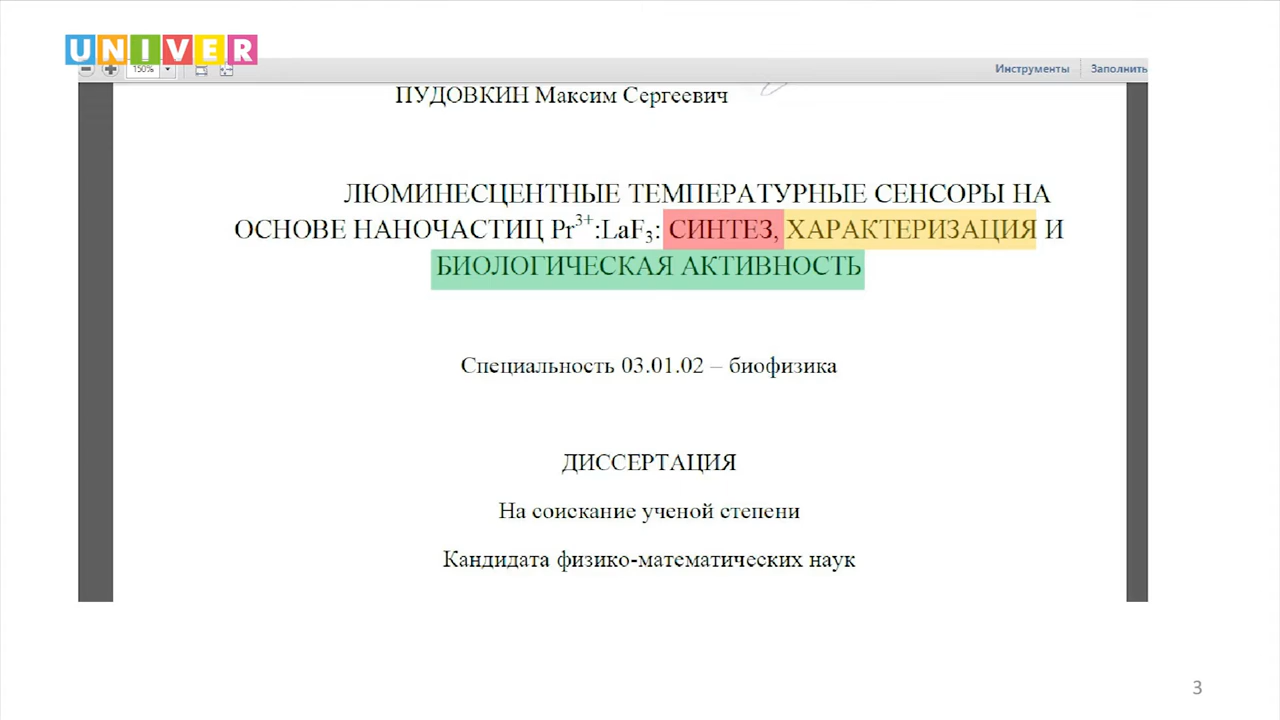 UNIVER
150%
Инструменты
Заполнить
ПУДОВКИН Максим Сергеевич
ЛЮМИНЕСЦЕНТНЫЕ ТЕМПЕРАТУРНЫЕ СЕНСОРЫ НА
ОСНОВЕ НАНОЧАСТИЦ Pr³⁺:LaF₃: СИНТЕЗ, ХАРАКТЕРИЗАЦИЯ И
БИОЛОГИЧЕСКАЯ АКТИВНОСТЬ
Специальность 03.01.02 – биофизика
ДИССЕРТАЦИЯ
На соискание ученой степени
Кандидата физико-математических наук
3